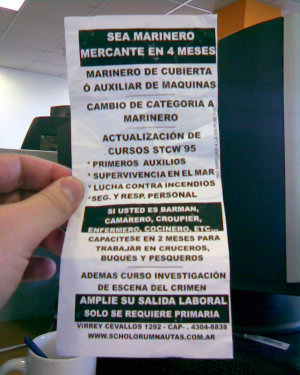 SEA MARINERO
MERCANTE EN 4 MESES
MARINERO DE CUBIERTA
Ó AUXILIAR DE MAQUINAS
CAMBIO DE CATEGORIA A
MARINERO
ACTUALIZACIÓN DE
CURSOS STCW 95
*PRIMEROS AUXILIOS
*SUPERVIVENCIA EN EL MAR
*LUCHA CONTRA INCENDIOS
*SEG. Y RESP. PERSONAL
SI USTED ES BARMAN,
CAMARERO, CROUPIER,
ENFERMERO, COCINERO, ETC...
CAPACITESE EN 2 MESES PARA
TRABAJAR EN CRUCEROS,
BUQUES Y PESQUEROS
ADEMAS CURSO INVESTIGACIÓN
DE ESCENA DEL CRIMEN
AMPLIE SU SALIDA LABORAL
SOLO SE REQUIERE PRIMARIA
VIRREY CEVALLOS 1292 - CAP-. 4304-8838
WWW.SCHOLORUMNAUTAS.COM.AR